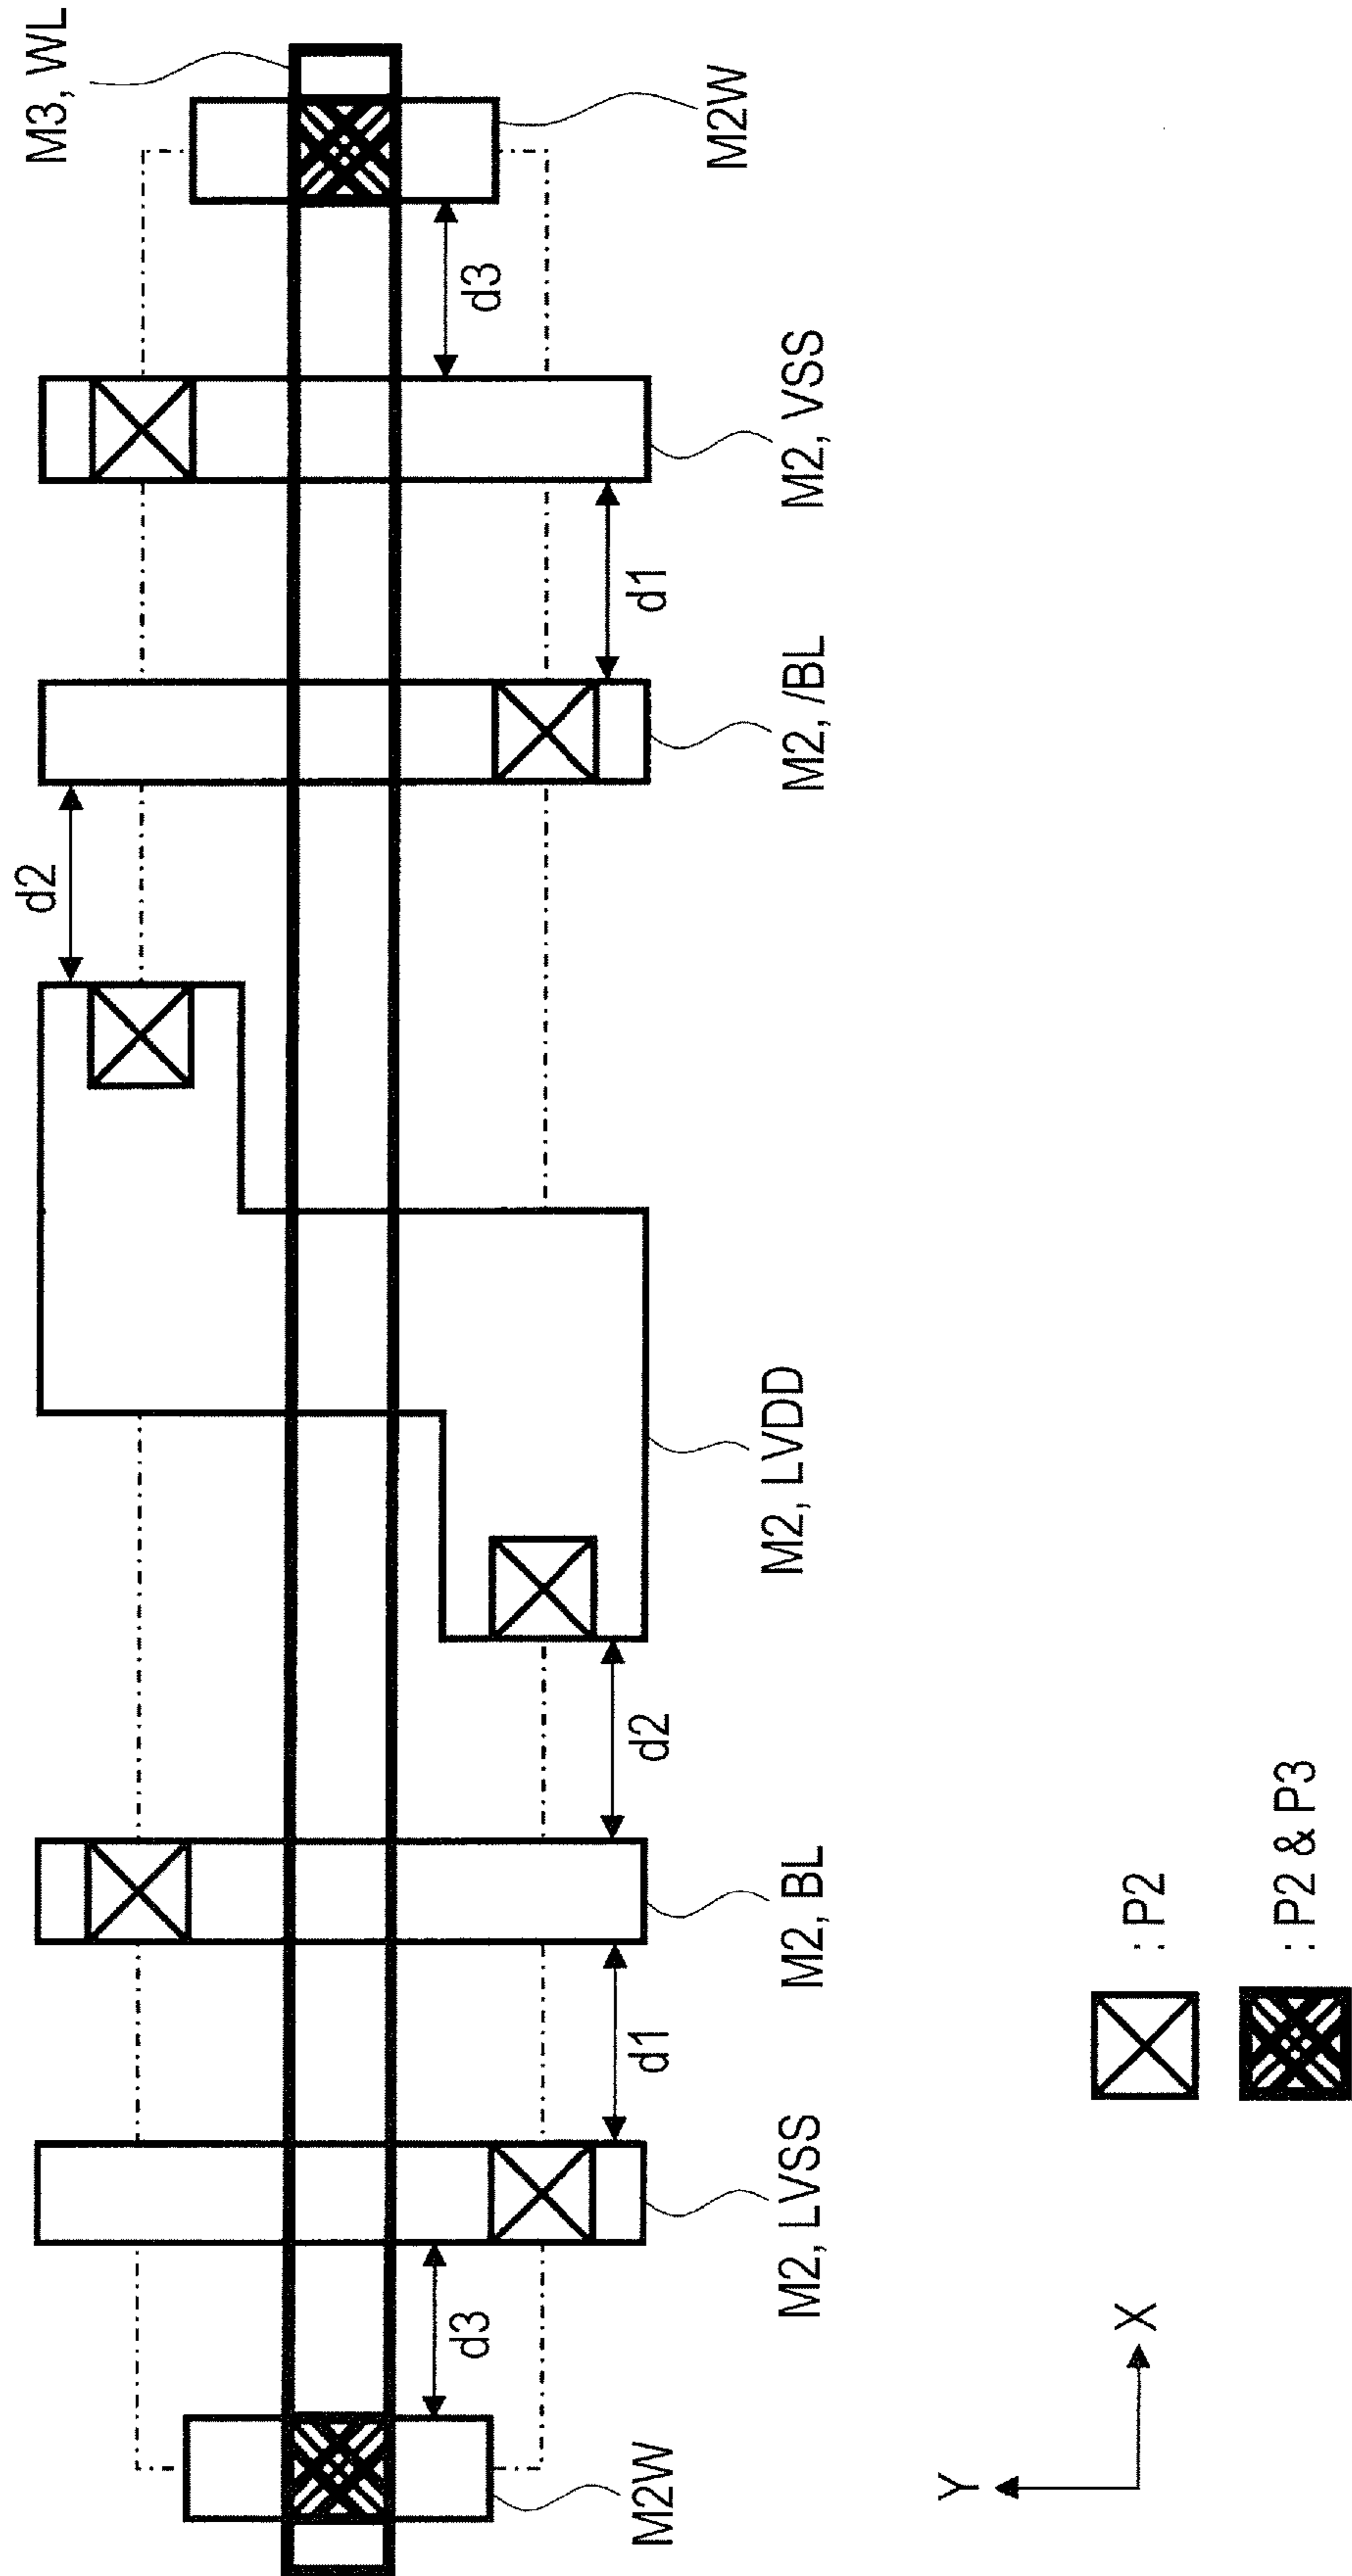 M3, WL
M2W
d3
M2, VSS
d1
M2, /BL
d2
M2, LVDD
d2
M2, BL
d1
M2, LVSS
d3
M2W
Y
X
: P2
: P2 & P3